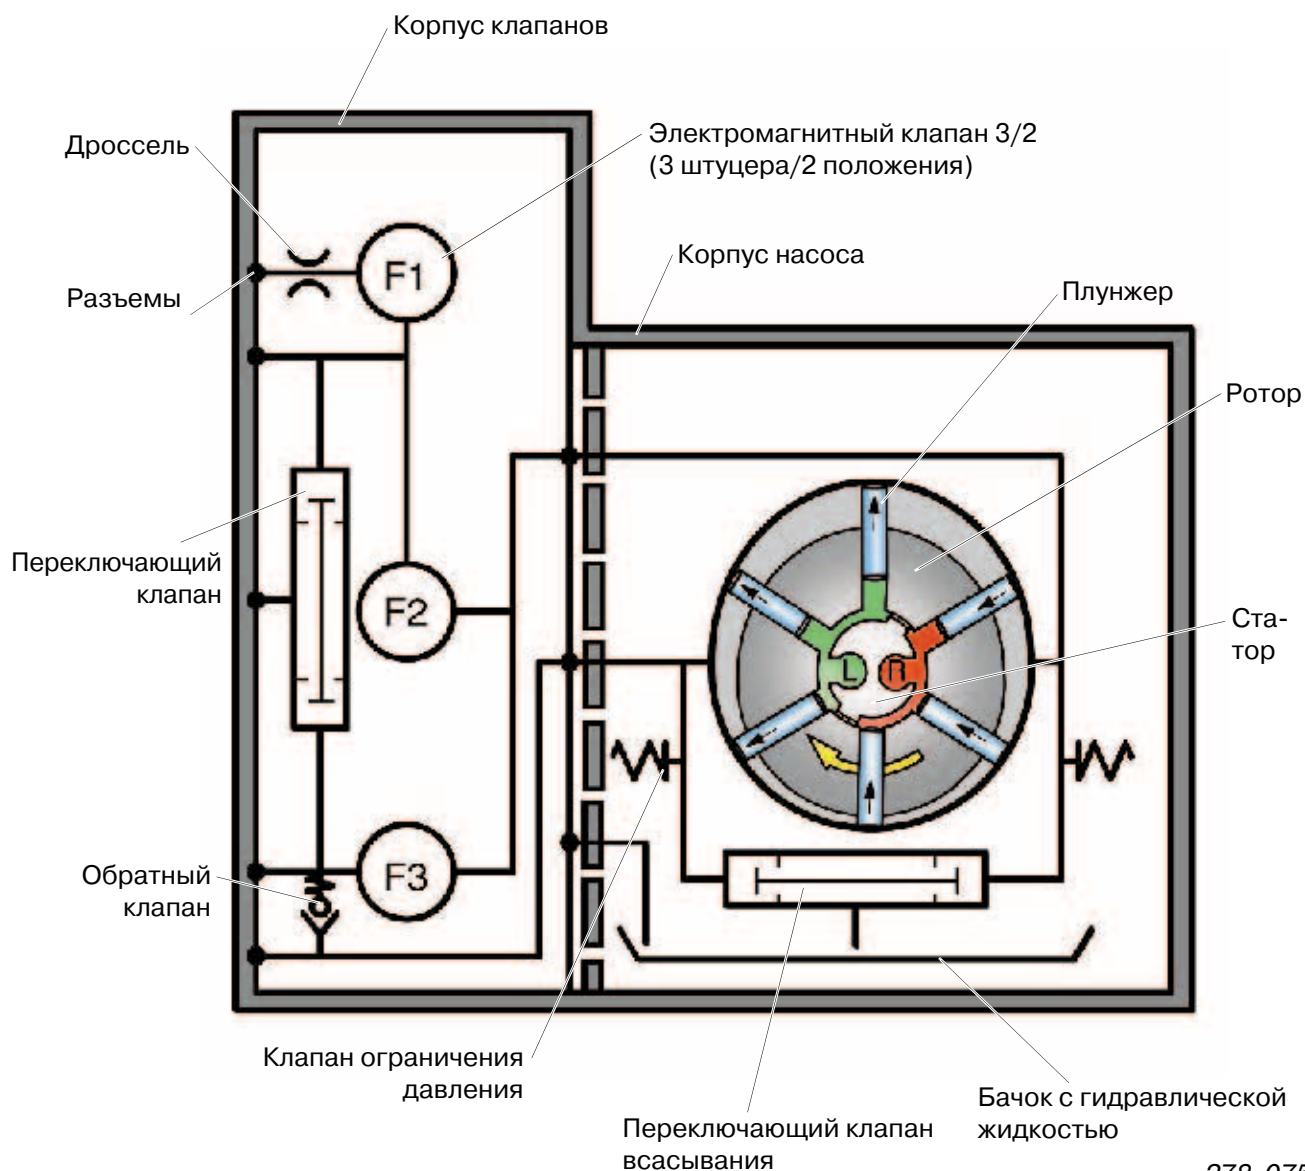 Корпус клапанов
Дроссель
Электромагнитный клапан 3/2
(3 штуцера/2 положения)
Корпус насоса
Разъемы
F1
Плунжер
Ротор
Переключающий
клапан
F2
L
R
Ста-
тор
Обратный
клапан
F3
Клапан ограничения
давления
Переключающий клапан
всасывания
Бачок с гидравлической
жидкостью